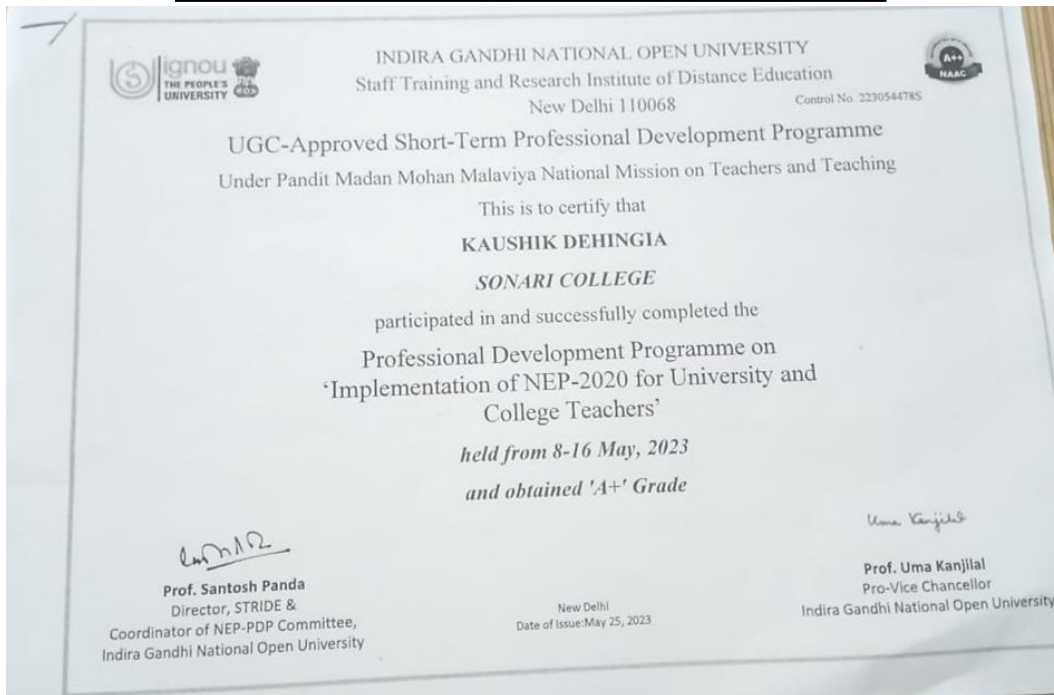 ignou
THE PEOPLE'S
UNIVERSITY
INDIRA GANDHI NATIONAL OPEN UNIVERSITY
Staff Training and Research Institute of Distance Education
New Delhi 110068
A++
NAAC
Control No. 223054478S
UGC-Approved Short-Term Professional Development Programme
Under Pandit Madan Mohan Malaviya National Mission on Teachers and Teaching
This is to certify that
KAUSHIK DEHINGIA
SONARI COLLEGE
participated in and successfully completed the
Professional Development Programme on
'Implementation of NEP-2020 for University and
College Teachers'
held from 8-16 May, 2023
and obtained 'A+' Grade
Prof. Santosh Panda
Director, STRIDE &
Coordinator of NEP-PDP Committee,
Indira Gandhi National Open University
New Delhi
Date of Issue:May 25, 2023
Uma Kanjilal
Prof. Uma Kanjilal
Pro-Vice Chancellor
Indira Gandhi National Open University